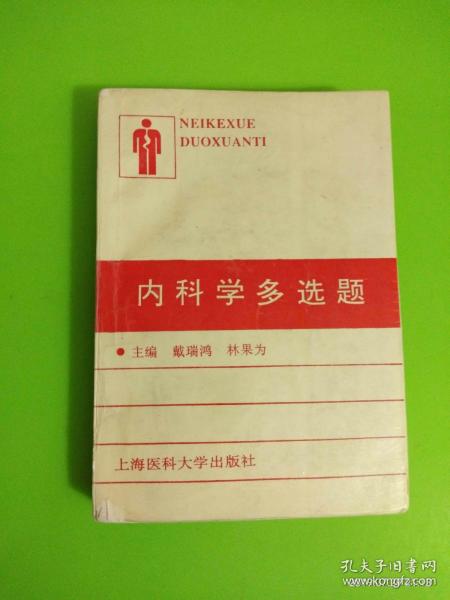 NEIKEXUE
DUOXUANTI
内科学多选题
●主编 戴瑞鸿 林果为
上海医科大学出版社
孔夫子旧书网